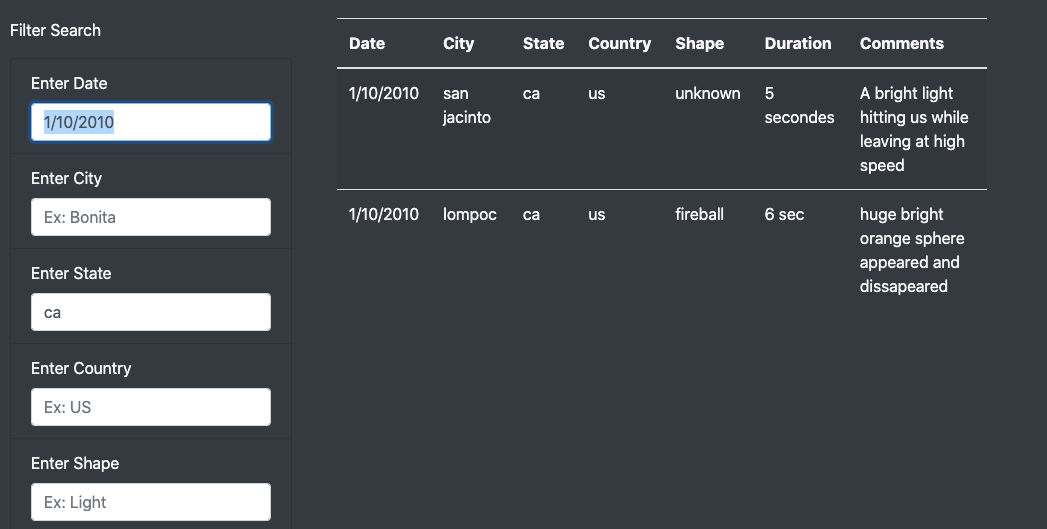 Filter Search
Enter Date
1/10/2010
Enter City
Ex: Bonita
Enter State
ca
Enter Country
Ex: US
Enter Shape
Ex: Light
Date City State Country Shape Duration Comments
1/10/2010 san ca us unknown 5 A bright light
jacinto secondes hitting us while
leaving at high
speed
1/10/2010 lompoc ca us fireball 6 sec huge bright
orange sphere
appeared and
dissapeared